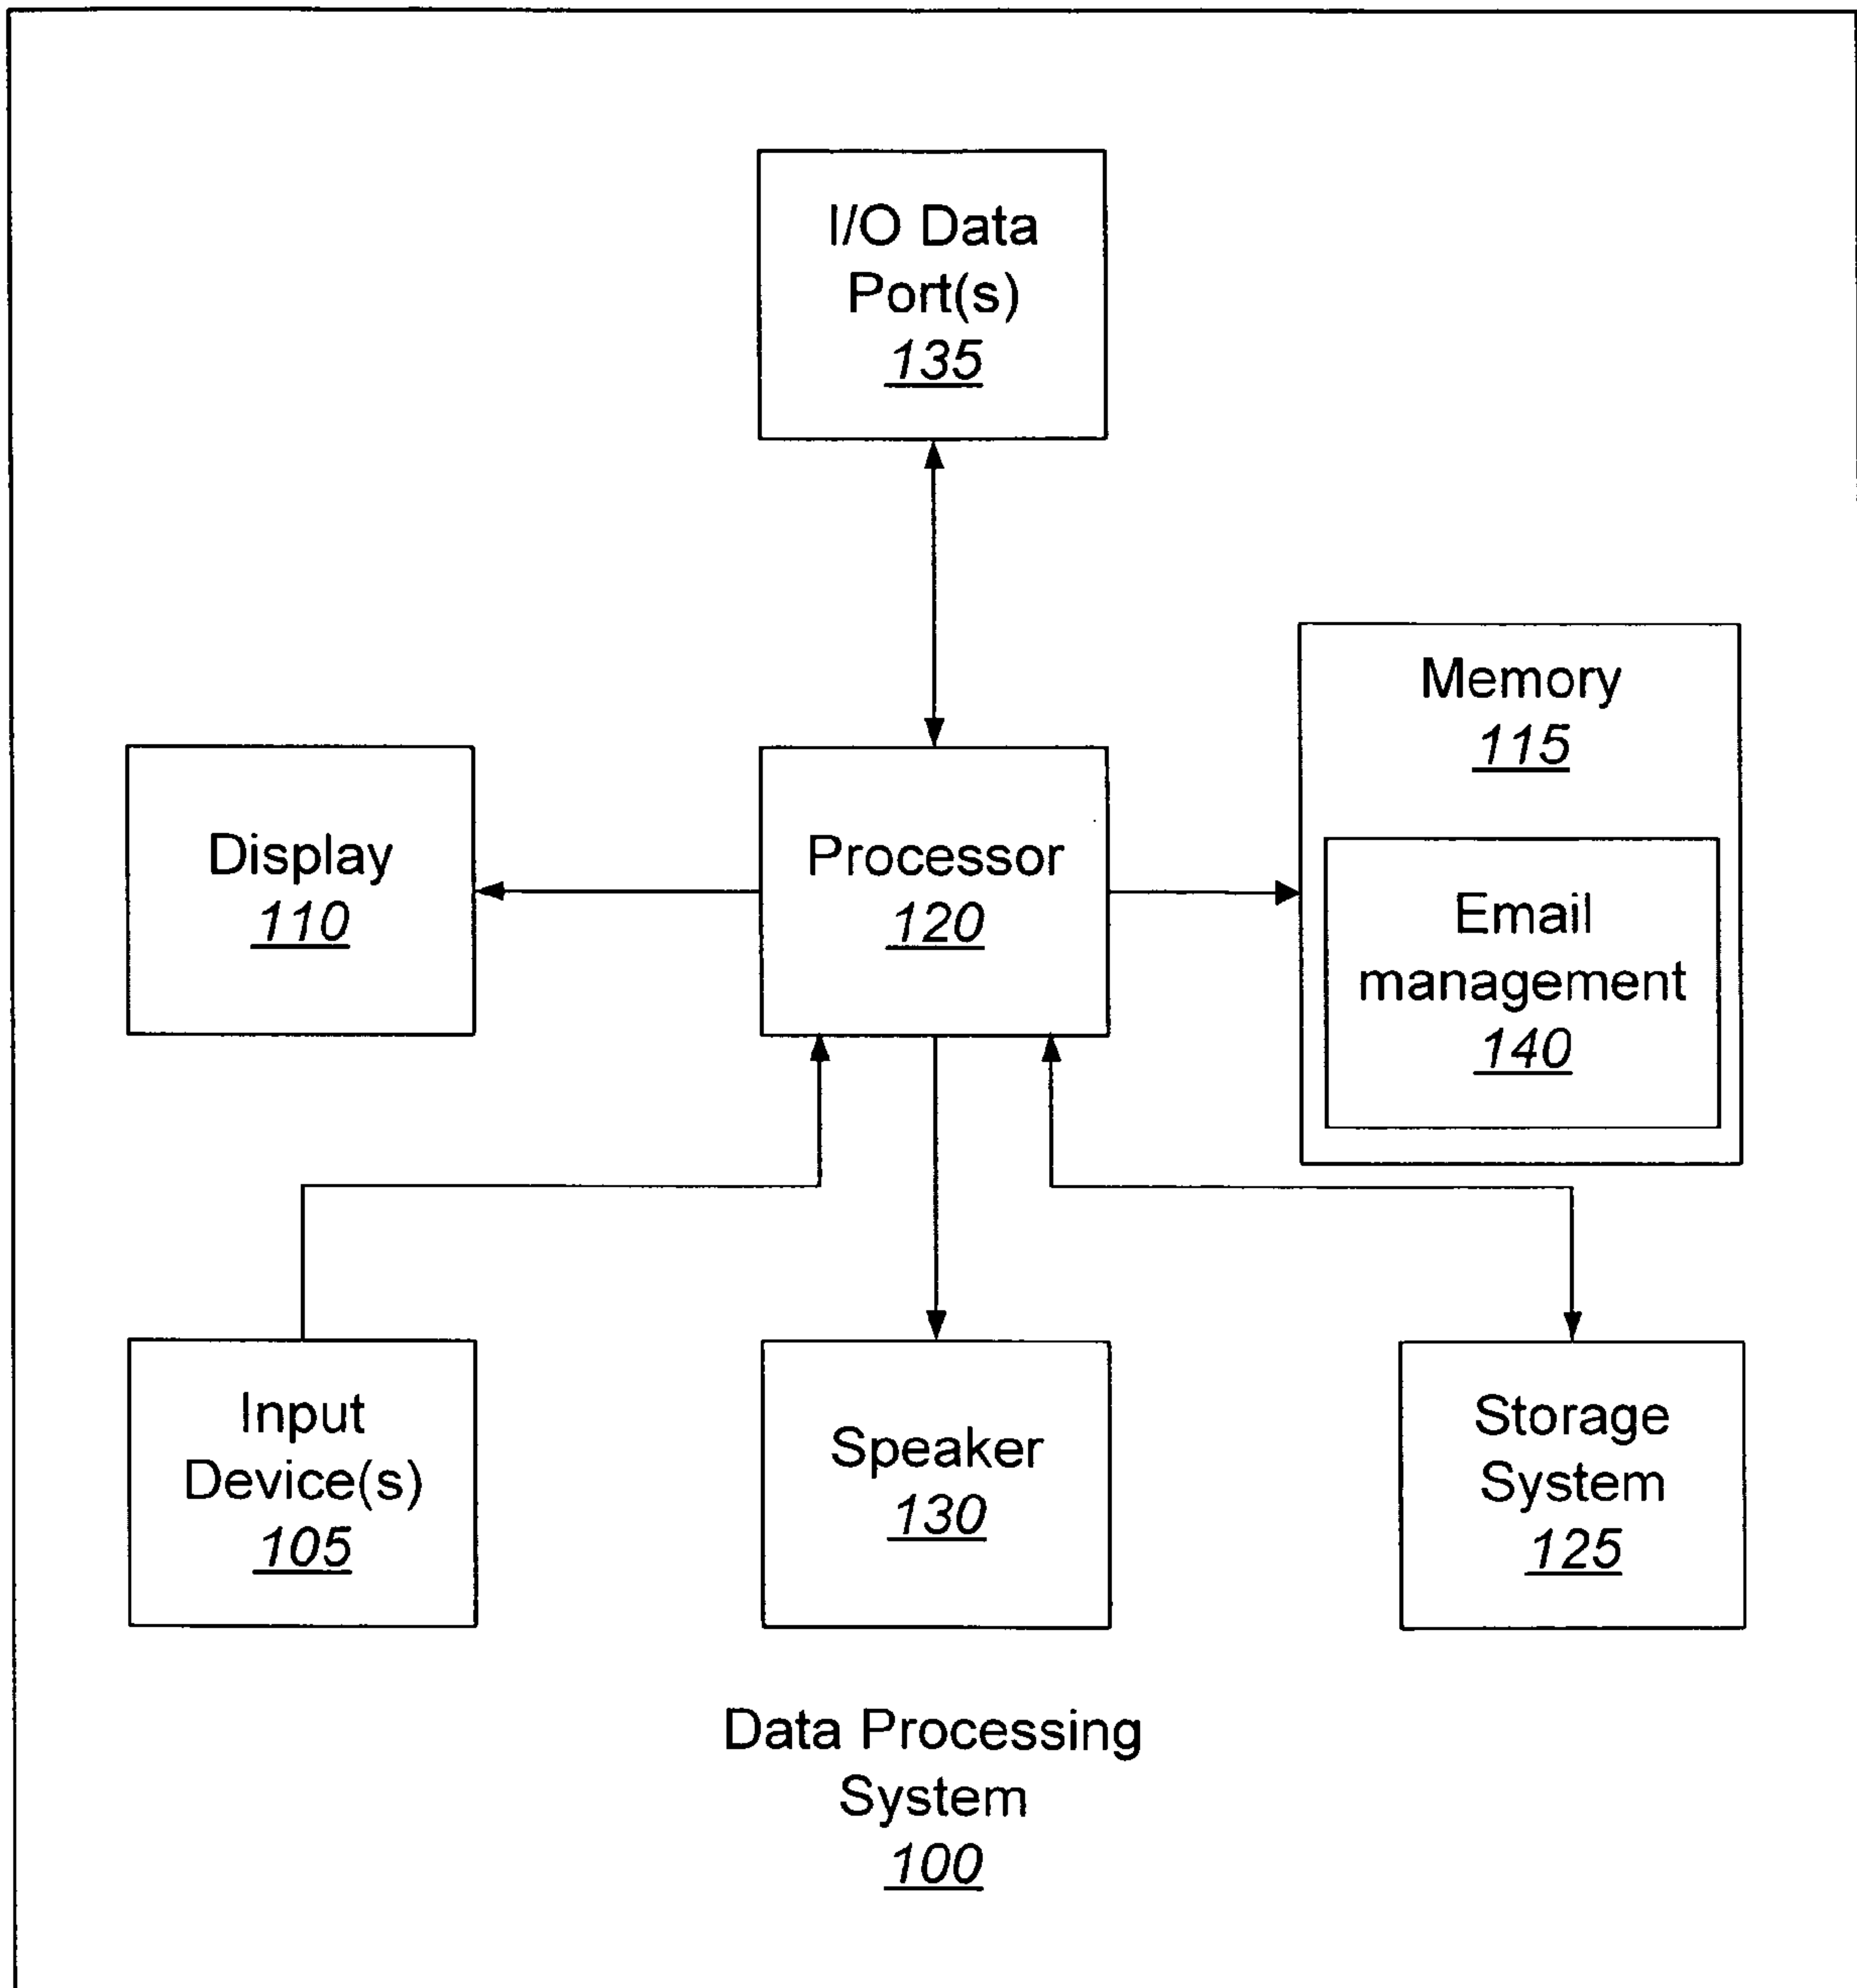 I/O Data
Port(s)
135
Memory
115
Display
110
Processor
120
Email
management
140
Input
Device(s)
105
Speaker
130
Storage
System
125
Data Processing
System
100